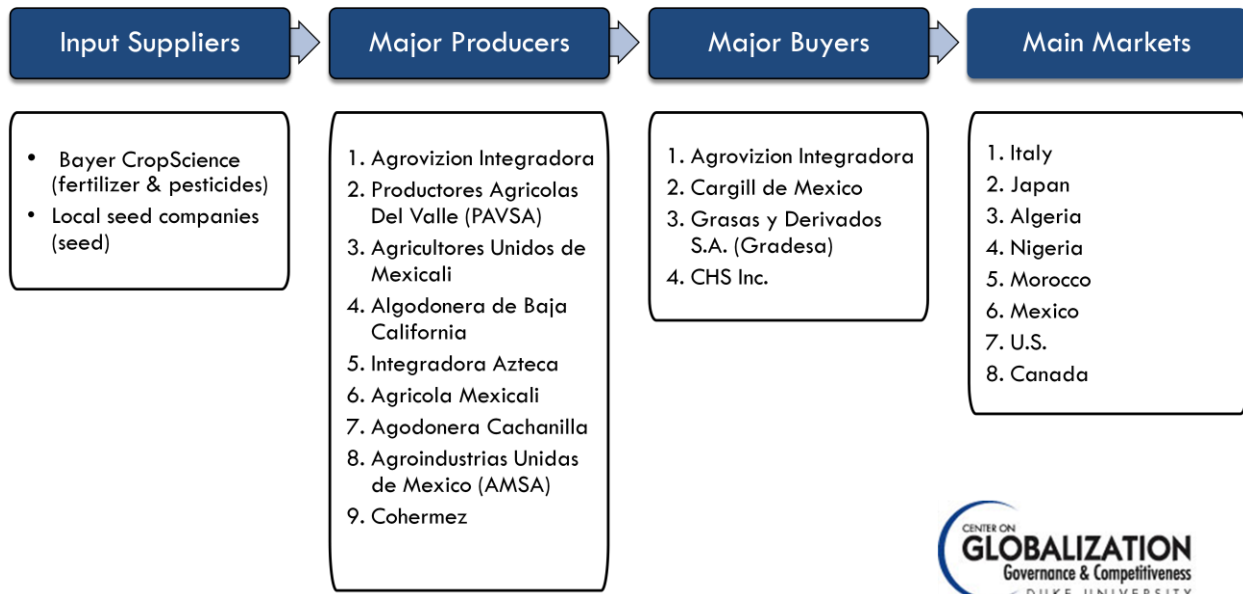 Input Suppliers
Major Producers
Major Buyers
Main Markets
• Bayer CropScience
(fertilizer & pesticides)
• Local seed companies
(seed)
1. Agrovizion Integradora
2. Productores Agricolas
Del Valle (PAVSA)
3. Agricultores Unidos de
Mexicali
4. Algodonera de Baja
California
5. Integradora Azteca
6. Agricola Mexicali
7. Agodonera Cachanilla
8. Agroindustrias Unidas
de Mexico (AMSA)
9. Cohermez
1. Agrovizion Integradora
2. Cargill de Mexico
3. Grasas y Derivados
S.A. (Gradesa)
4. CHS Inc.
1. Italy
2. Japan
3. Algeria
4. Nigeria
5. Morocco
6. Mexico
7. U.S.
8. Canada
CENTER ON
GLOBALIZATION
Governance & Competitiveness
DUKE UNIVERSITY